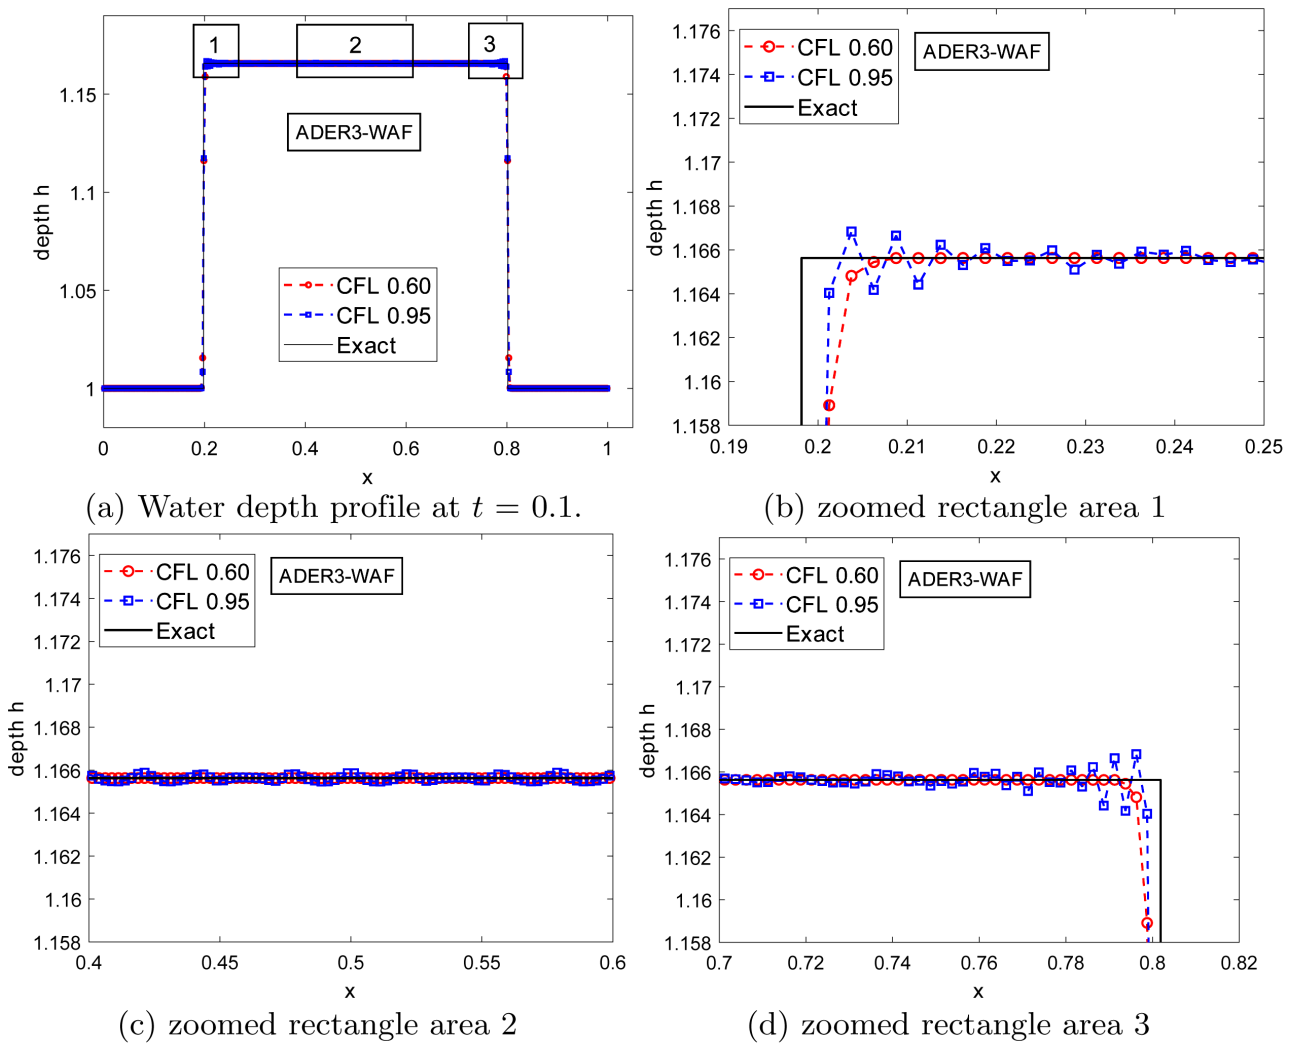 1
2
3
ADER3-WAF
CFL 0.60
CFL 0.95
Exact
depth h
1.15
1.1
1.05
1
0
0.2
0.4
0.6
0.8
1
x
(a) Water depth profile at t = 0.1.
CFL 0.60
CFL 0.95
Exact
ADER3-WAF
depth h
1.176
1.174
1.172
1.17
1.168
1.166
1.164
1.162
1.16
1.158
0.19
0.2
0.21
0.22
0.23
0.24
0.25
x
(b) zoomed rectangle area 1
CFL 0.60
CFL 0.95
Exact
ADER3-WAF
depth h
1.176
1.174
1.172
1.17
1.168
1.166
1.164
1.162
1.16
1.158
0.4
0.45
0.5
0.55
0.6
x
(c) zoomed rectangle area 2
CFL 0.60
CFL 0.95
Exact
ADER3-WAF
depth h
1.176
1.174
1.172
1.17
1.168
1.166
1.164
1.162
1.16
1.158
0.7
0.72
0.74
0.76
0.78
0.8
0.82
x
(d) zoomed rectangle area 3